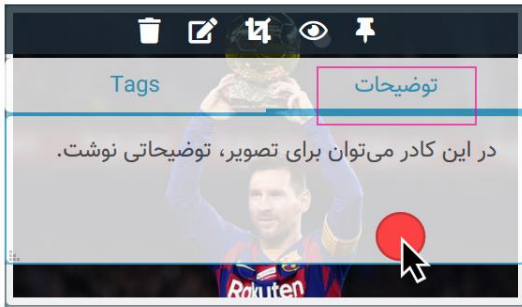 توضیحات Tags
در این کادر می‌توان برای تصویر، توضیحاتی نوشت.
Rakuten